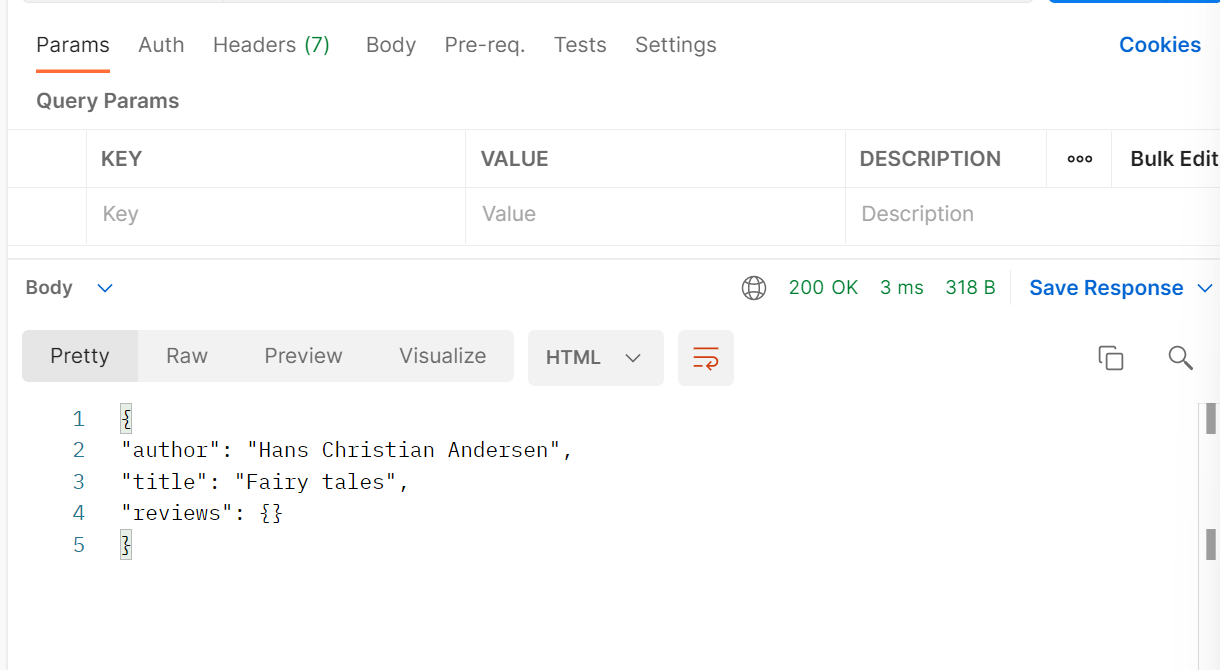 Params Auth Headers (7) Body Pre-req. Tests Settings Cookies
Query Params
KEY VALUE DESCRIPTION ooo Bulk Edit
Key Value Description
Body 200 OK 3 ms 318 B Save Response
Pretty Raw Preview Visualize HTML
1 {
2 "author": "Hans Christian Andersen",
3 "title": "Fairy tales",
4 "reviews": {}
5 }